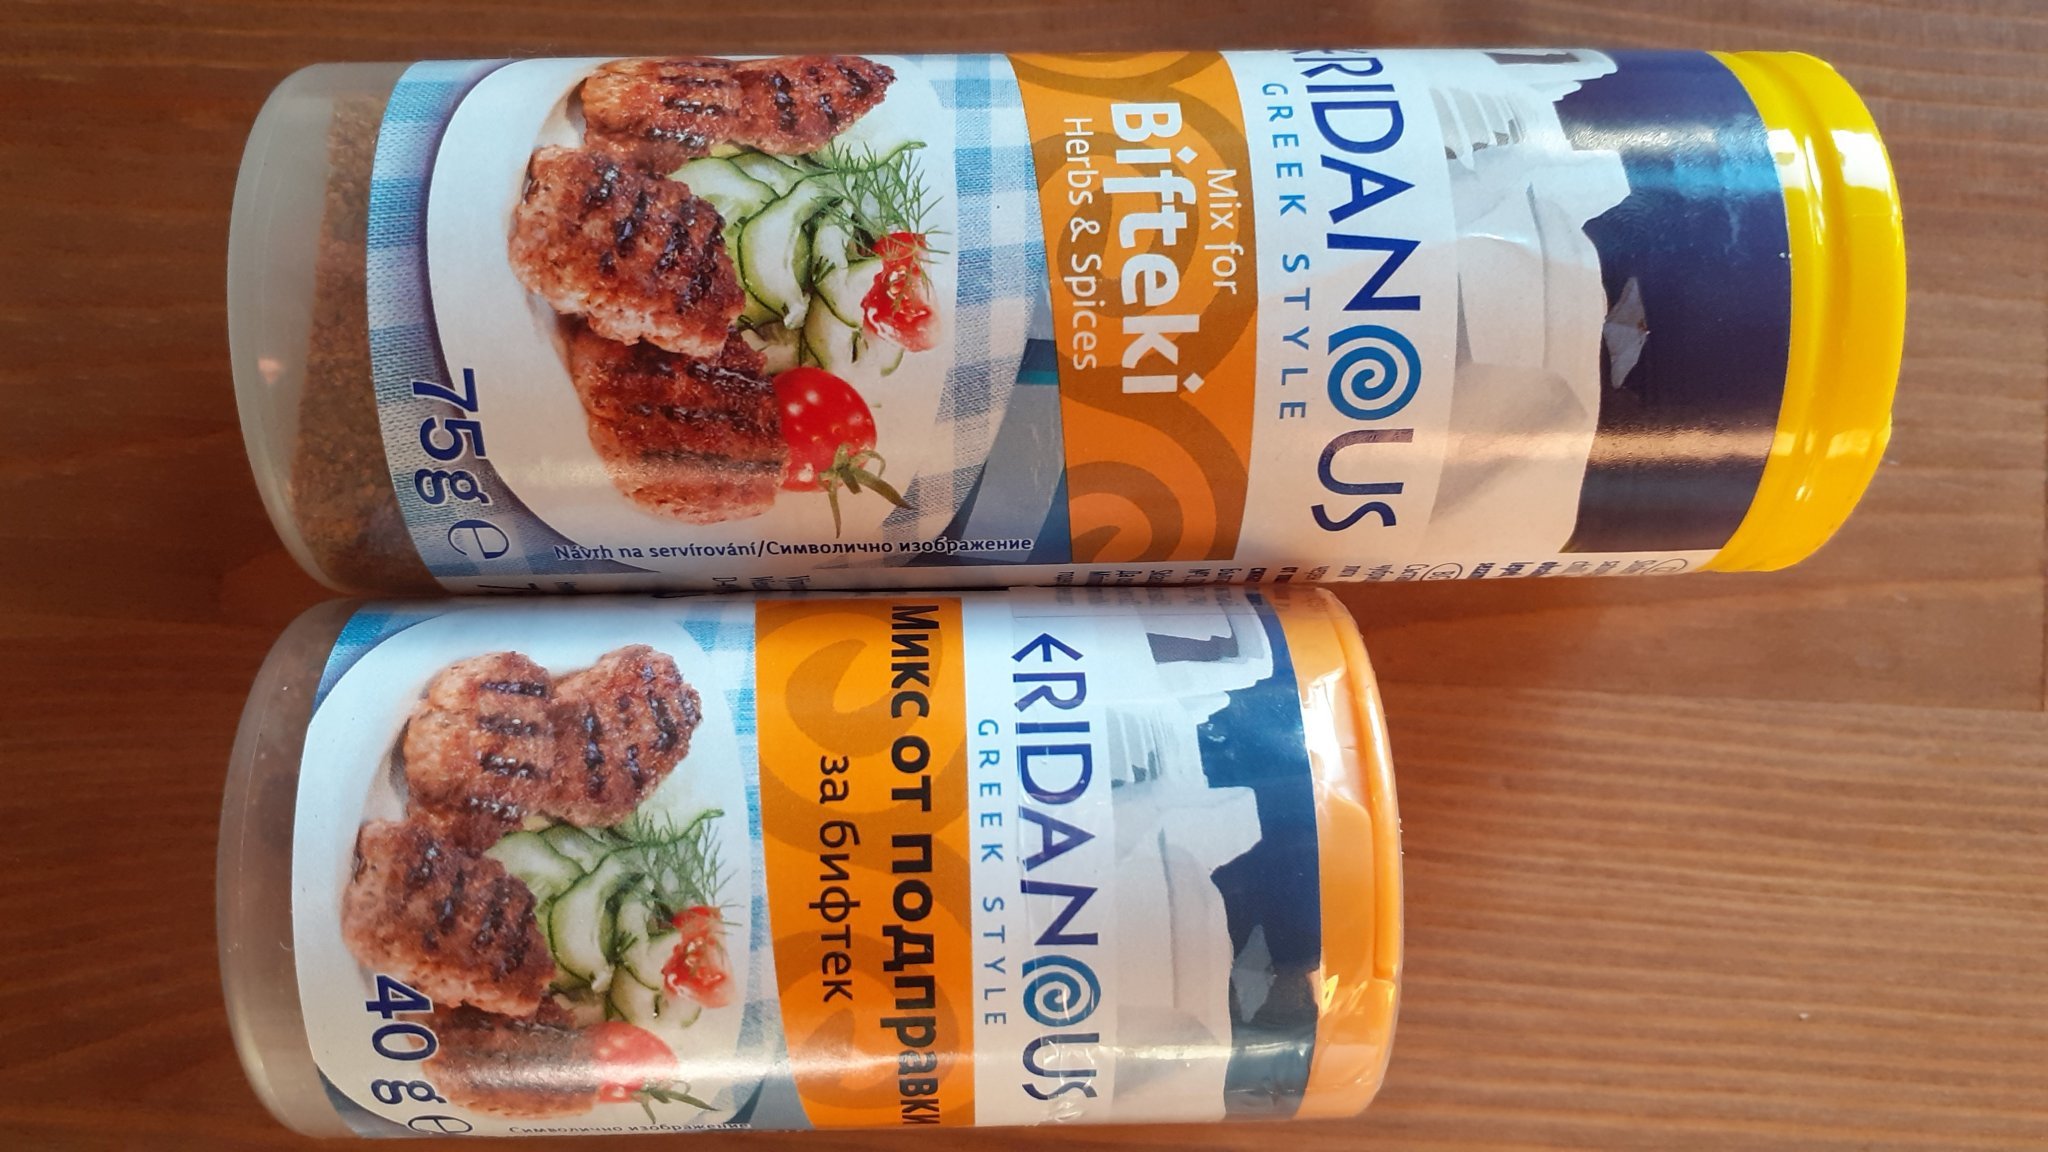 ERIDANOUS
GREEK STYLE
Mix for
Bifteki
Herbs & Spices
75g e
Návrh na servírování/Символично изображение
BG
ERIDANOUS
GREEK STYLE
Микс от подправки
за бифтек
40g e
Символично изображение